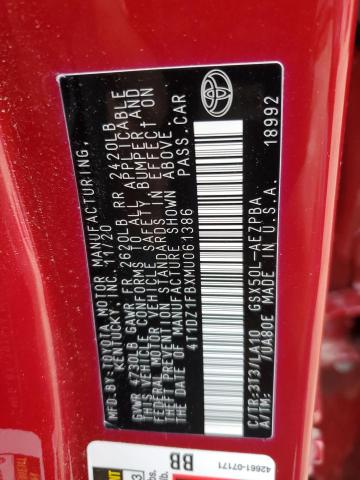 MFD.BY:TOYOTA MOTOR MANUFACTURING
KENTUCKY, INC. 11/20
GVWR 4730LB GAWR FR 2620LB RR 2420LB
THIS VEHICLE CONFORMS TO ALL APPLICABLE
FEDERAL MOTOR VEHICLE SAFETY, BUMPER, AND
THEFT PREVENTION STANDARDS IN EFFECT ON
THE DATE OF MANUFACTURE SHOWN ABOVE.
4T1DZ1FBXMU061386 PASS.CAR
C/TR:3T3/LA10 GSX50L-AEZPBA
A/TM: /UA80E MADE IN U.S.A. 18992
42661-07171
BB